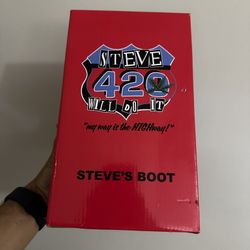 STEVE
420
WILL DO IT
"my way is the HIGHway!"
STEVE'S BOOT